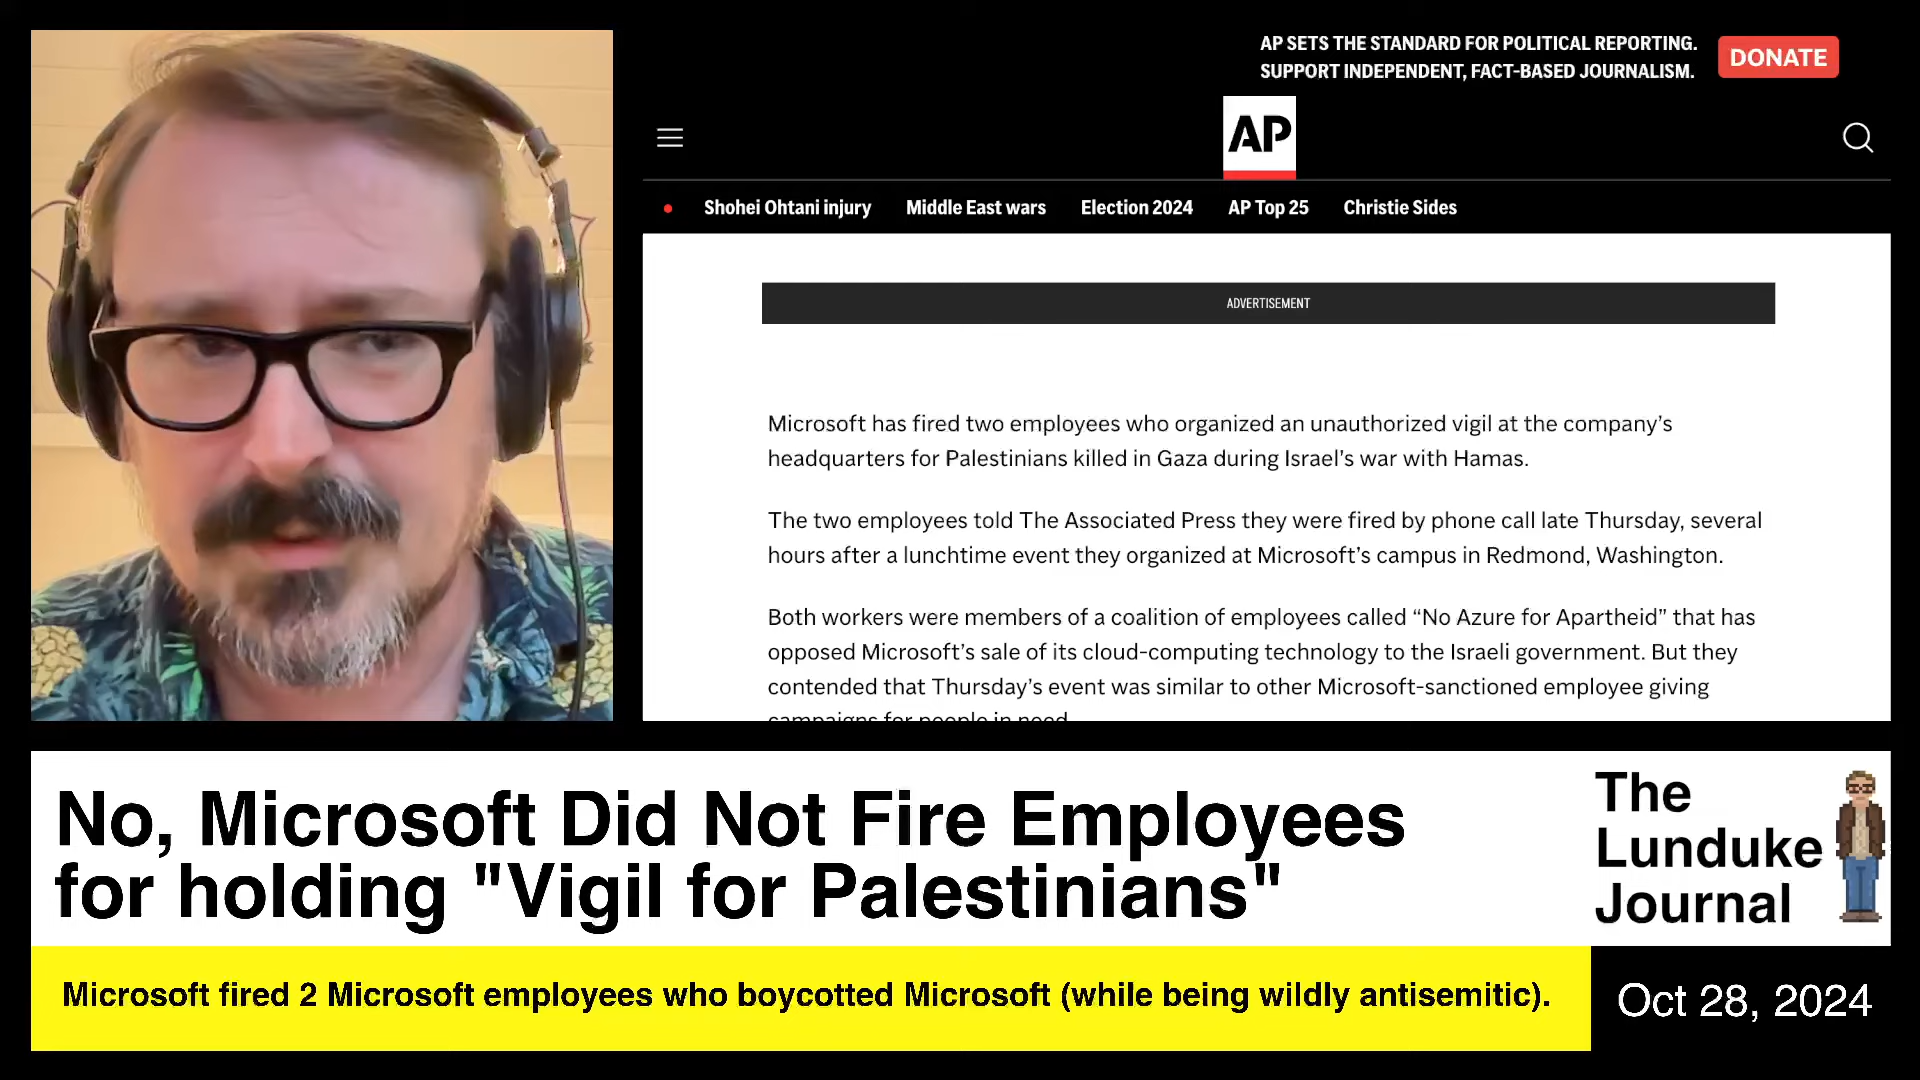 AP SETS THE STANDARD FOR POLITICAL REPORTING.
SUPPORT INDEPENDENT, FACT-BASED JOURNALISM.
DONATE
AP
Shohei Ohtani injury
Middle East wars
Election 2024
AP Top 25
Christie Sides
ADVERTISEMENT
Microsoft has fired two employees who organized an unauthorized vigil at the company’s
headquarters for Palestinians killed in Gaza during Israel’s war with Hamas.
The two employees told The Associated Press they were fired by phone call late Thursday, several
hours after a lunchtime event they organized at Microsoft’s campus in Redmond, Washington.
Both workers were members of a coalition of employees called “No Azure for Apartheid” that has
opposed Microsoft’s sale of its cloud-computing technology to the Israeli government. But they
contended that Thursday’s event was similar to other Microsoft-sanctioned employee giving
campaigns for people in need.
No, Microsoft Did Not Fire Employees
for holding "Vigil for Palestinians"
The
Lunduke
Journal
Microsoft fired 2 Microsoft employees who boycotted Microsoft (while being wildly antisemitic).
Oct 28, 2024